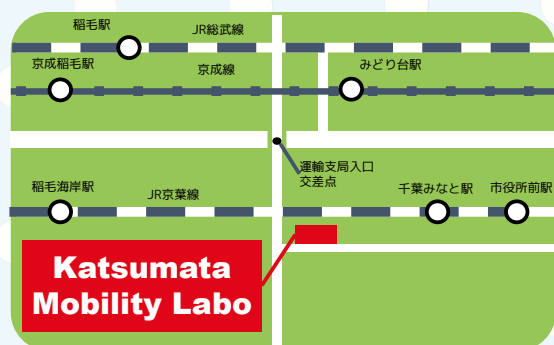 稲毛駅
JR総武線
京成稲毛駅
京成線
みどり台駅
運輸支局入口
交差点
稲毛海岸駅
JR京葉線
千葉みなと駅
市役所前駅
Katsumata
Mobility Labo